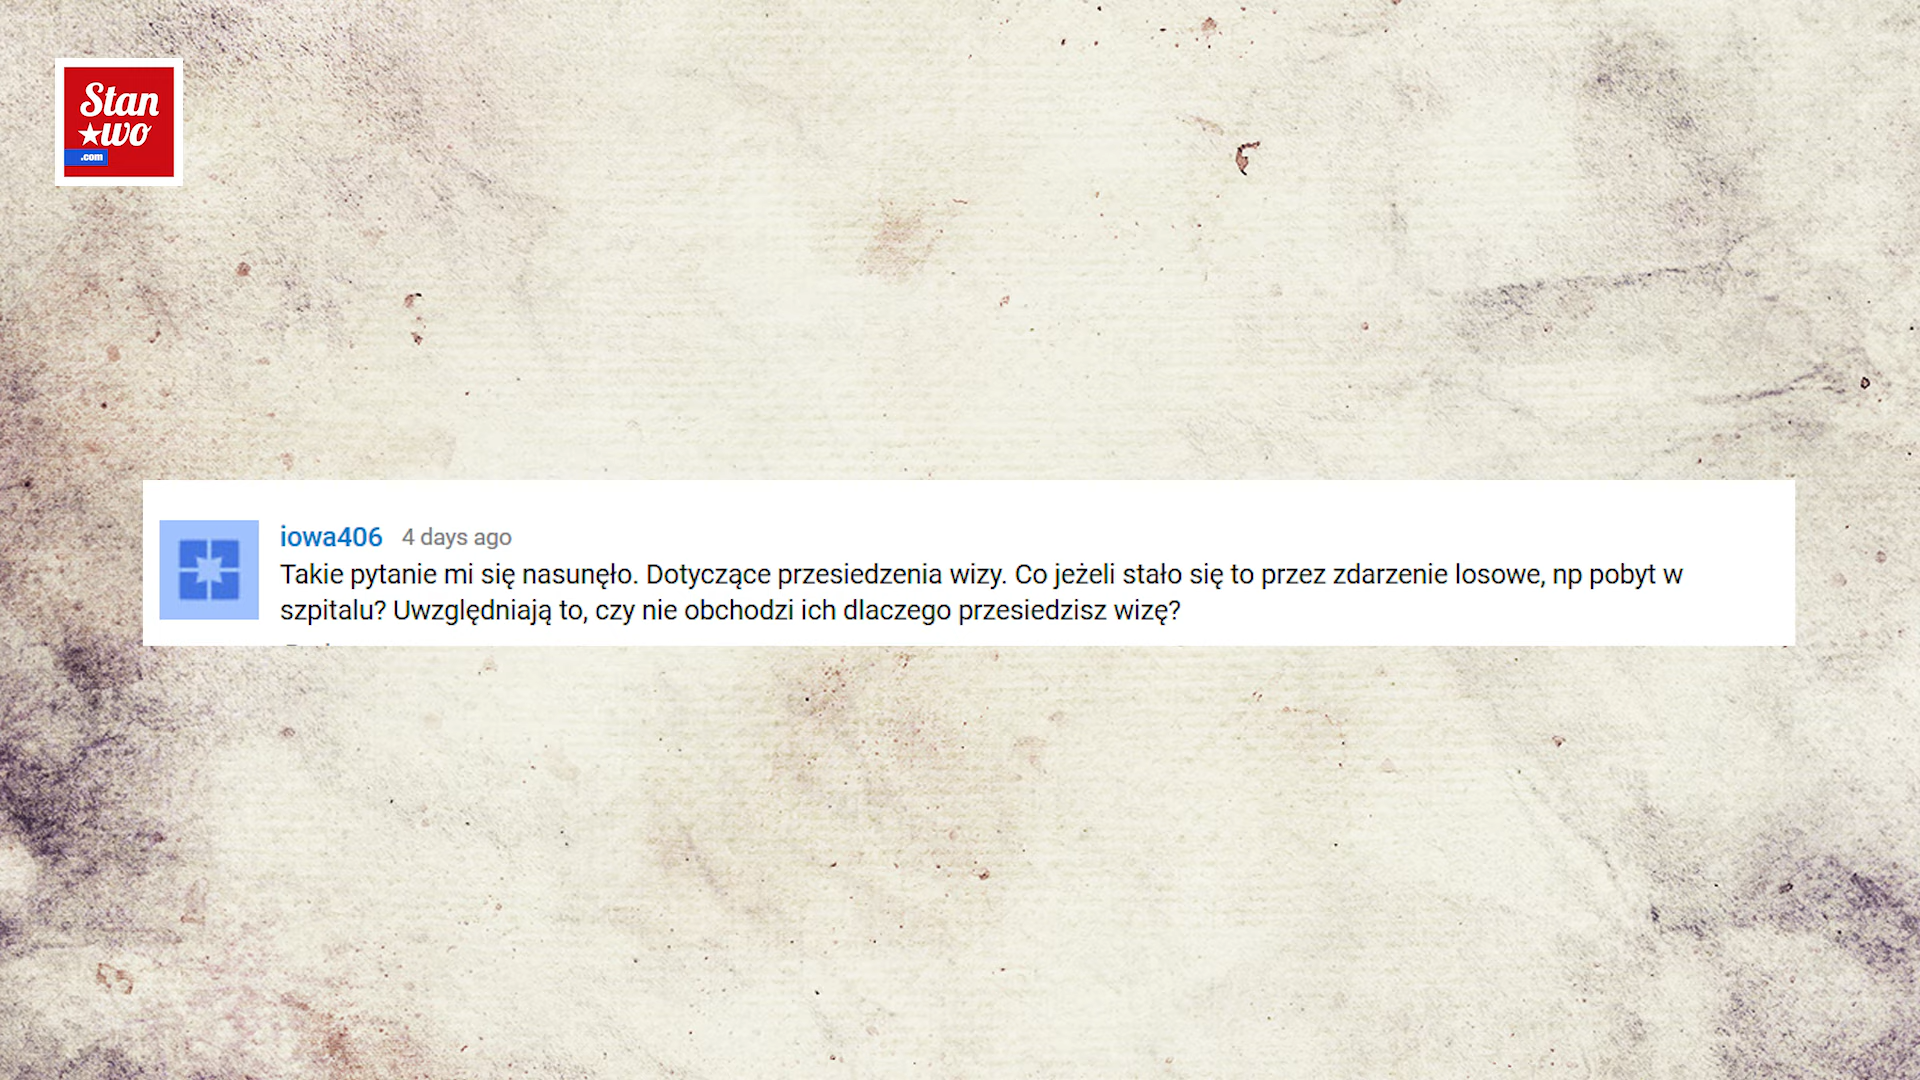 Stan
wo
.com
iowa406 4 days ago
Takie pytanie mi się nasunęło. Dotyczące przesiedzenia wizy. Co jeżeli stało się to przez zdarzenie losowe, np pobyt w
szpitalu? Uwzględniają to, czy nie obchodzi ich dlaczego przesiedzisz wizę?